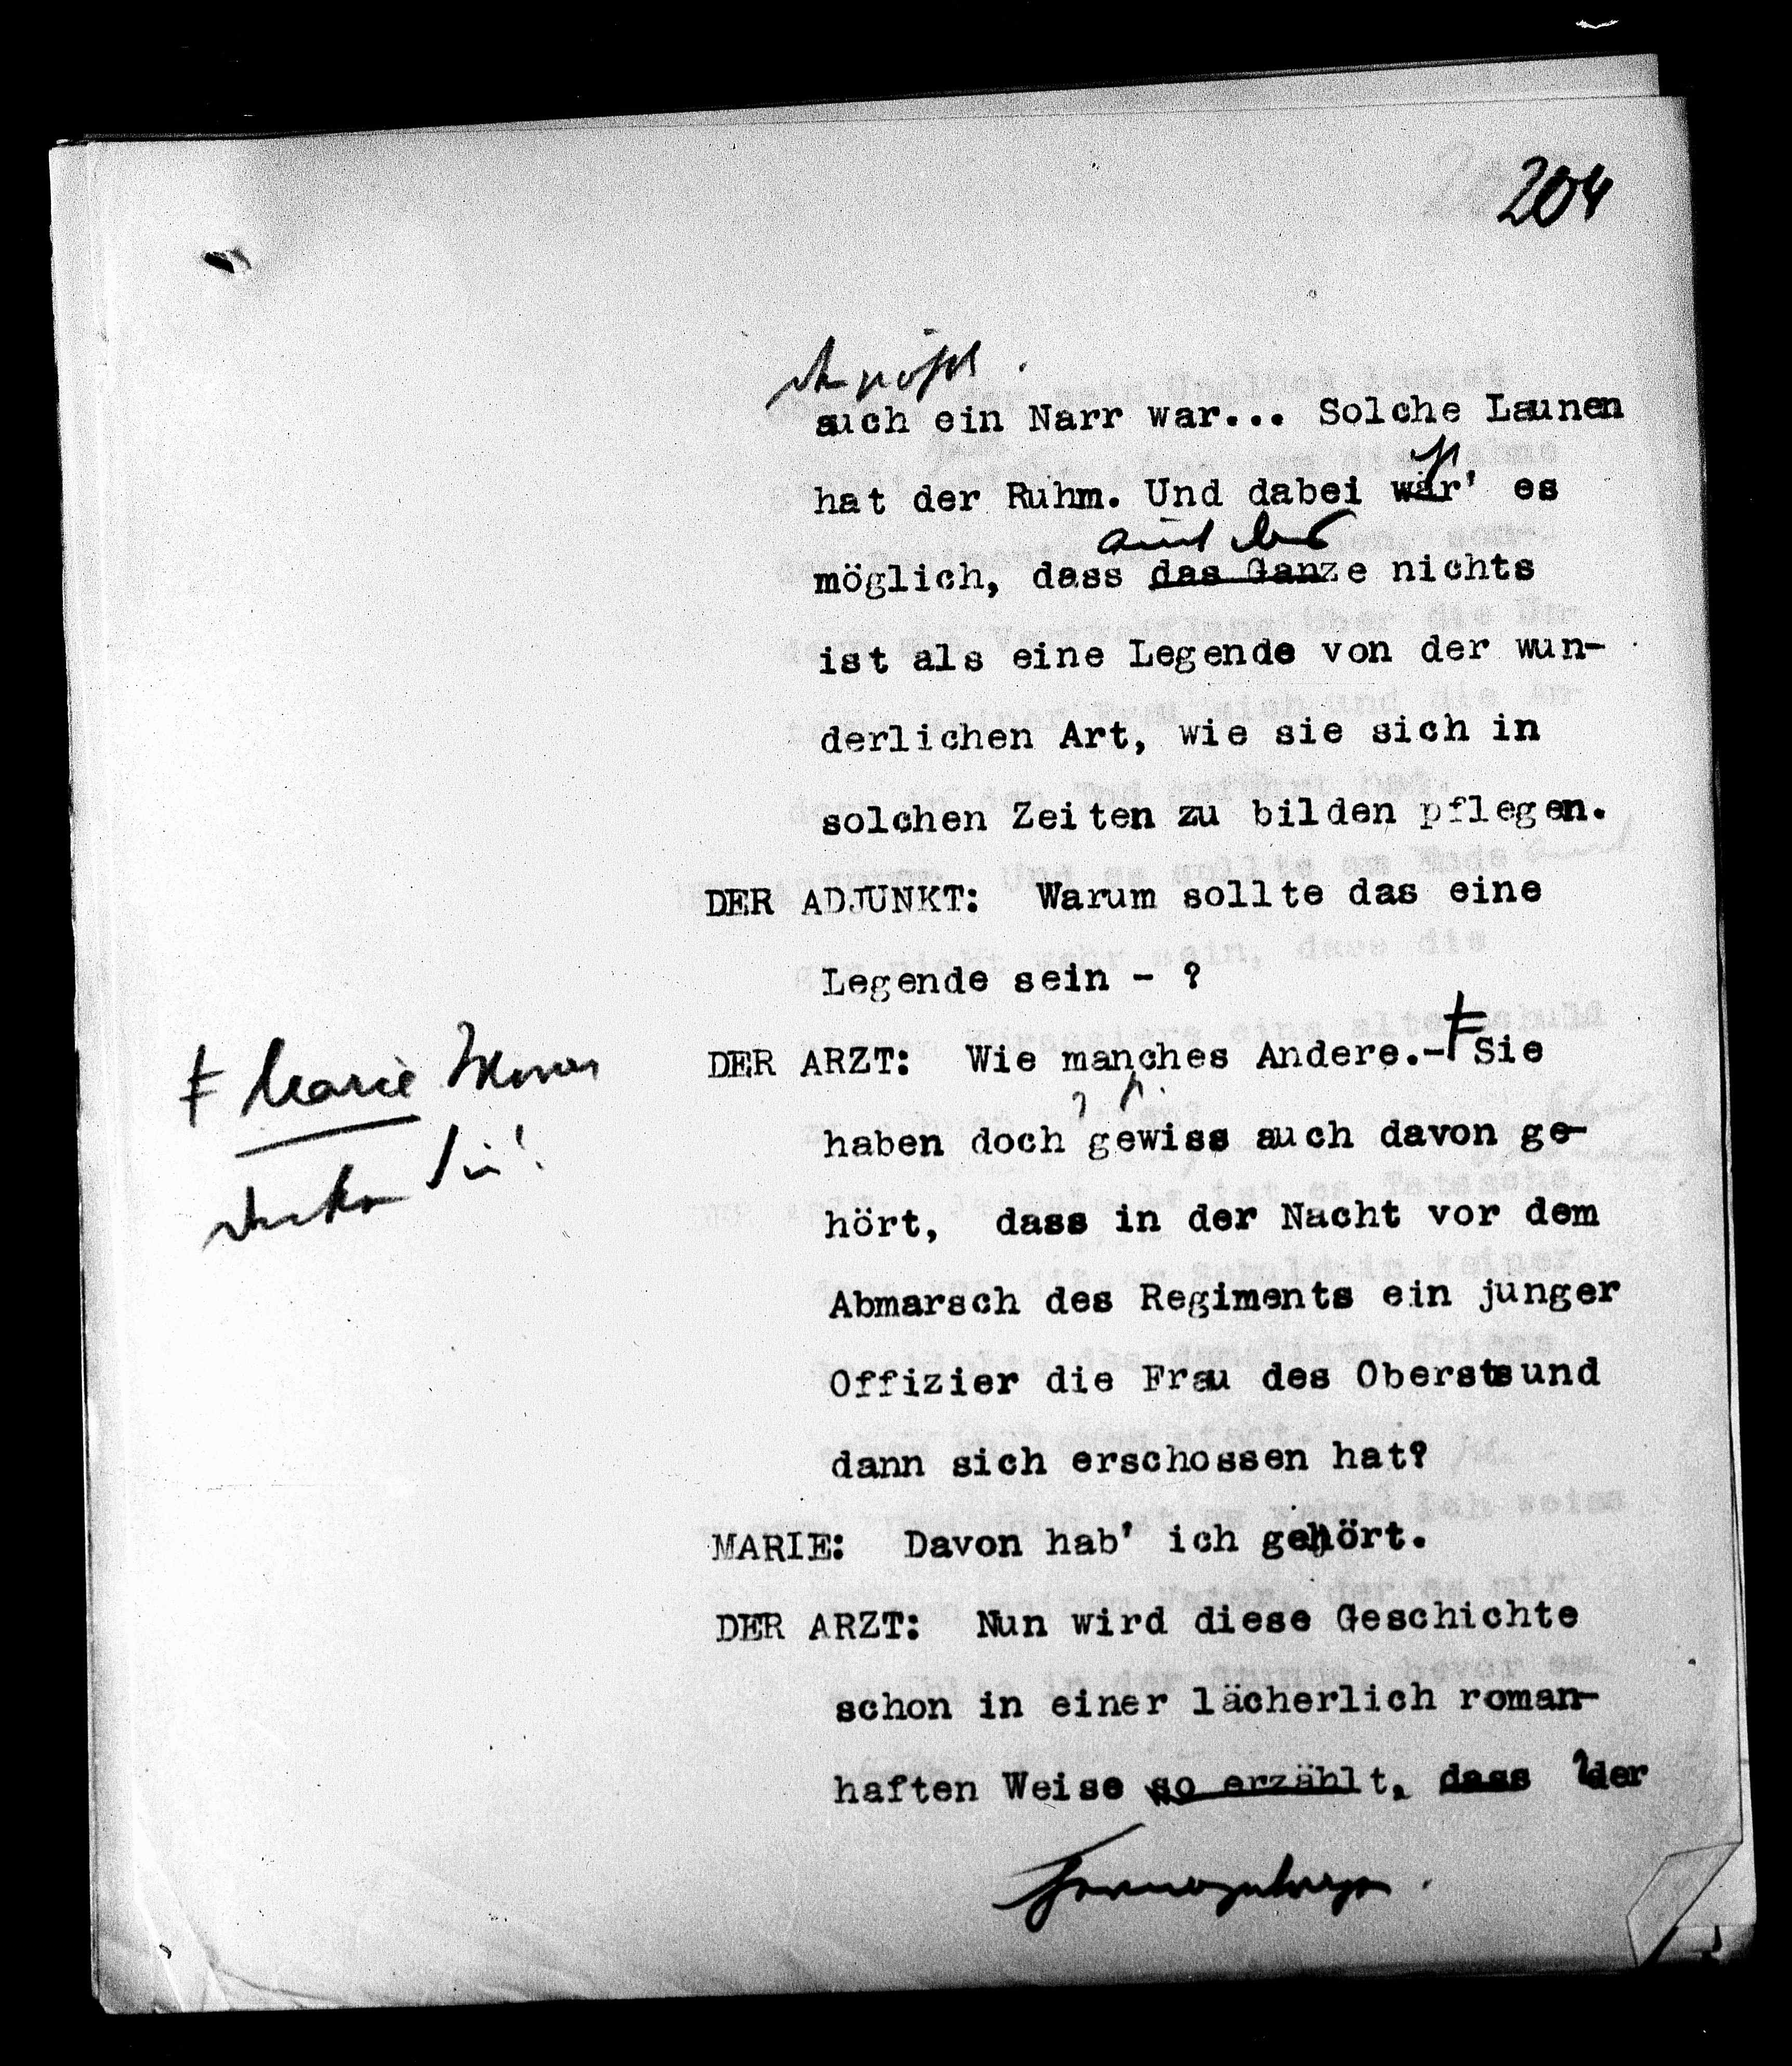 204
auch ein Narr war... Solche Launen
hat der Ruhm. Und dabei wär' es
auch das
möglich, dass das Ganze nichts
ist als eine Legende von der wun-
derlichen Art, wie sie sich in
solchen Zeiten zu bilden pflegen.
DER ADJUNKT: Warum sollte das eine
Legende sein - ?
DER ARZT: Wie manches Andere.- Sie
Marie
haben doch gewiss auch davon ge-
hört, dass in der Nacht vor dem
Abmarsch des Regiments ein junger
Offizier die Frau des Obersts und
dann sich erschossen hat?
MARIE: Davon hab' ich gehört.
DER ARZT: Nun wird diese Geschichte
schon in einer lächerlich roman-
haften Weise so erzählt, dass der